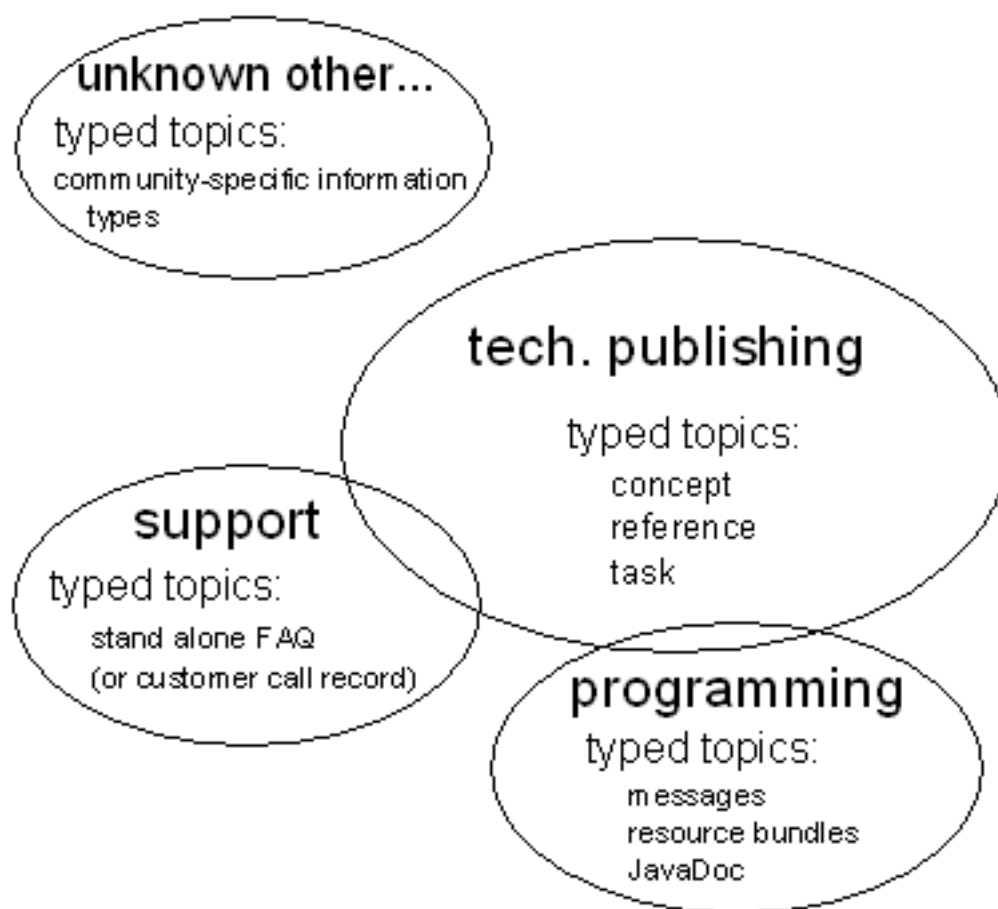 unknown other...
typed topics:
community-specific information
types
tech. publishing
typed topics:
concept
reference
task
support
typed topics:
stand alone FAQ
(or customer call record)
programming
typed topics:
messages
resource bundles
JavaDoc